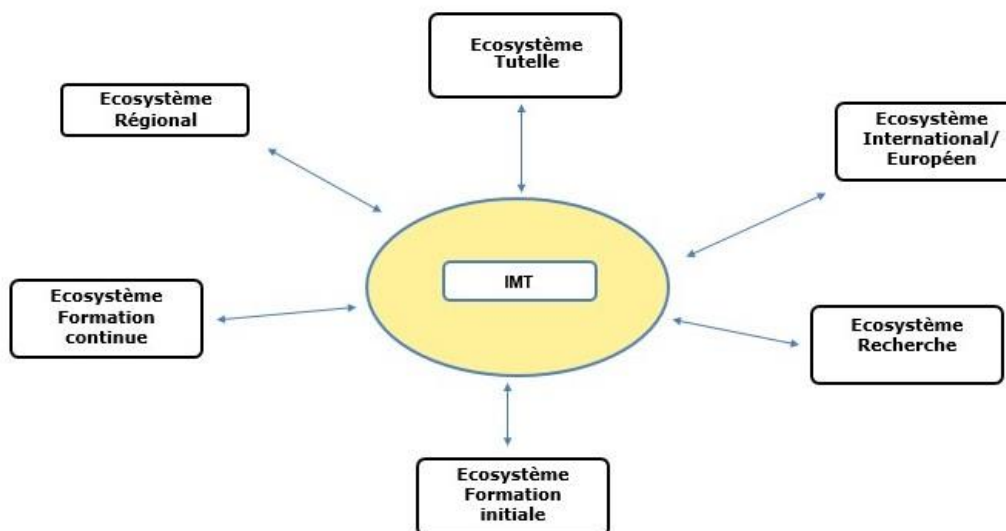 Ecosystème
Tutelle
Ecosystème
Régional
Ecosystème
International/
Européen
IMT
Ecosystème
Formation
continue
Ecosystème
Recherche
Ecosystème
Formation
initiale